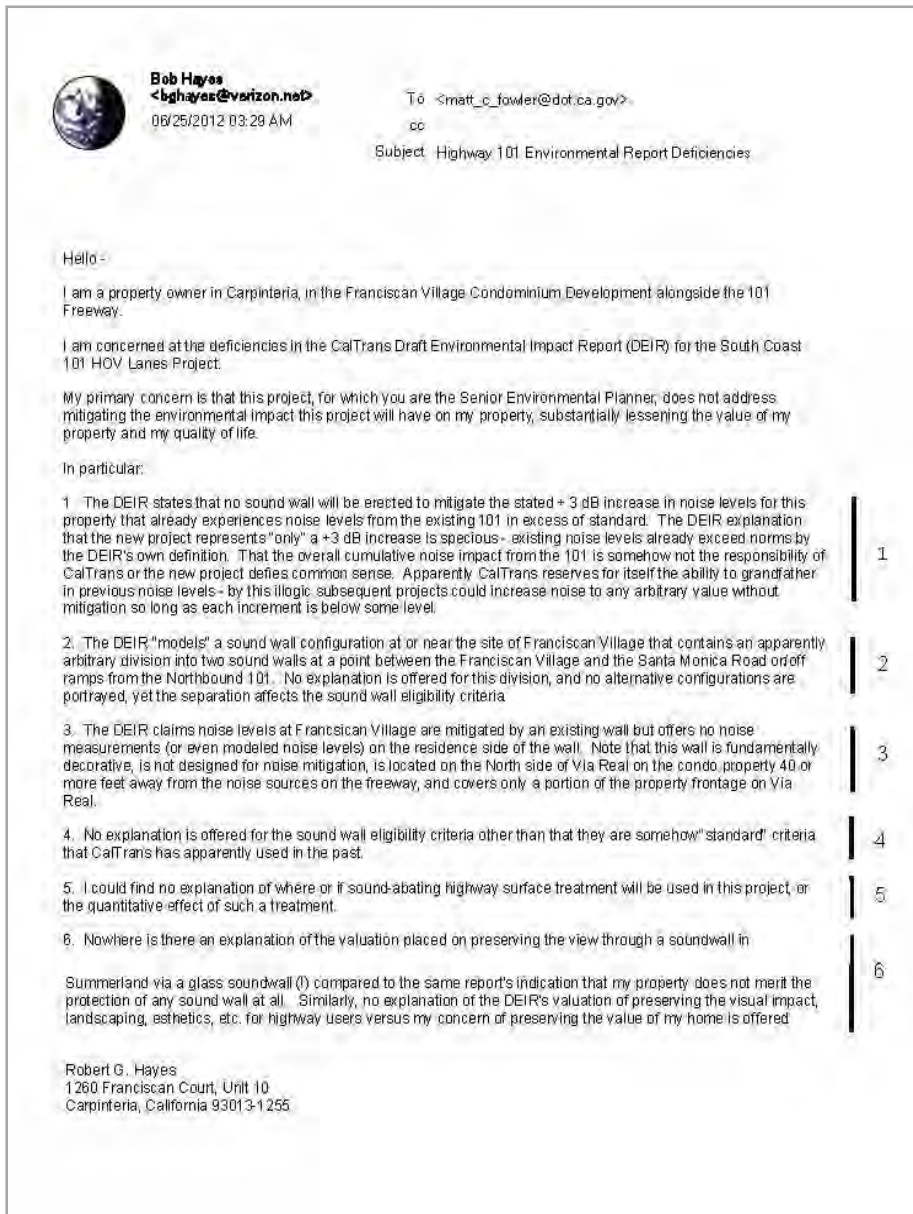 Bob Hayes
<bghayes@verizon.net>
06/25/2012 03:29 AM
To <matt_c_fowler@dot.ca.gov>
cc
Subject Highway 101 Environmental Report Deficiencies
Hello -
I am a property owner in Carpinteria, in the Franciscan Village Condominium Development alongside the 101
Freeway.
I am concerned at the deficiencies in the CalTrans Draft Environmental Impact Report (DEIR) for the South Coast
101 HOV Lanes Project.
My primary concern is that this project, for which you are the Senior Environmental Planner, does not address
mitigating the environmental impact this project will have on my property, substantially lessening the value of my
property and my quality of life.
In particular:
1 The DEIR states that no sound wall will be erected to mitigate the stated + 3 dB increase in noise levels for this
property that already experiences noise levels from the existing 101 in excess of standard. The DEIR explanation
that the new project represents "only" a +3 dB increase is specious - existing noise levels already exceed norms by
the DEIR's own definition. That the overall cumulative noise impact from the 101 is somehow not the responsibility of
CalTrans or the new project defies common sense. Apparently CalTrans reserves for itself the ability to grandfather
in previous noise levels - by this illogic subsequent projects could increase noise to any arbitrary value without
mitigation so long as each increment is below some level.
1
2. The DEIR "models" a sound wall configuration at or near the site of Franciscan Village that contains an apparently
arbitrary division into two sound walls at a point between the Franciscan Village and the Santa Monica Road on/off
ramps from the Northbound 101. No explanation is offered for this division, and no alternative configurations are
portrayed, yet the separation affects the sound wall eligibility criteria
2
3. The DEIR claims noise levels at Francsican Village are mitigated by an existing wall but offers no noise
measurements (or even modeled noise levels) on the residence side of the wall. Note that this wall is fundamentally
decorative, is not designed for noise mitigation, is located on the North side of Via Real on the condo property 40 or
more feet away from the noise sources on the freeway, and covers only a portion of the property frontage on Via
Real.
3
4. No explanation is offered for the sound wall eligibility criteria other than that they are somehow "standard" criteria
that CalTrans has apparently used in the past.
4
5. I could find no explanation of where or if sound-abating highway surface treatment will be used in this project, or
the quantitative effect of such a treatment.
5
6. Nowhere is there an explanation of the valuation placed on preserving the view through a soundwall in
Summerland via a glass soundwall (!) compared to the same report's indication that my property does not merit the
protection of any sound wall at all. Similarly, no explanation of the DEIR's valuation of preserving the visual impact,
landscaping, esthetics, etc. for highway users versus my concern of preserving the value of my home is offered
6
Robert G. Hayes
1260 Franciscan Court, Unit 10
Carpinteria, California 93013-1255